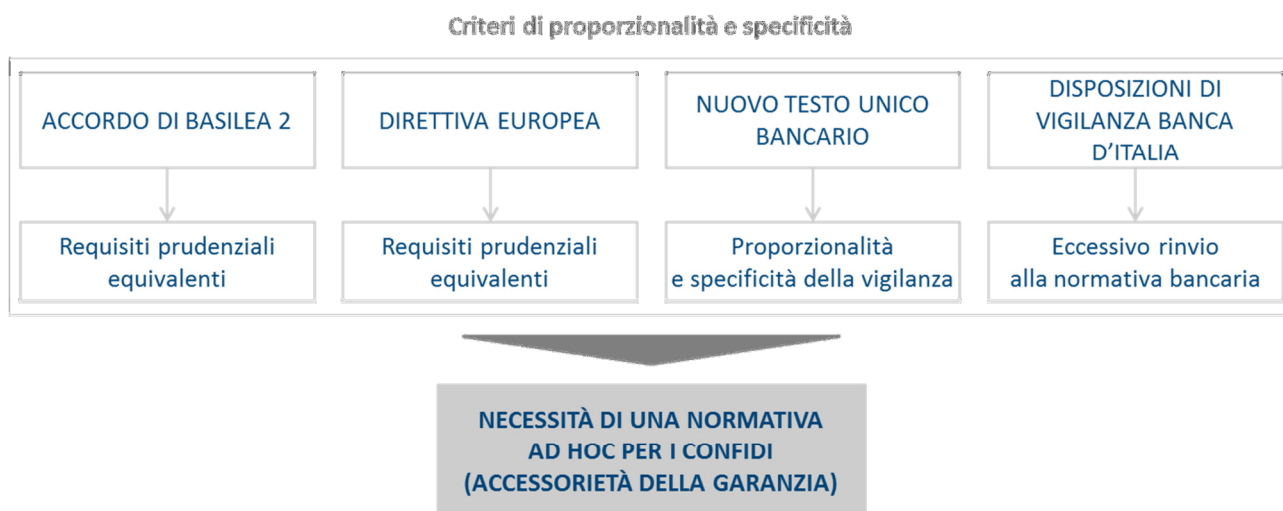 Criteri di proporzionalità e specificità
ACCORDO DI BASILEA 2
DIRETTIVA EUROPEA
NUOVO TESTO UNICO
BANCARIO
DISPOSIZIONI DI
VIGILANZA BANCA
D’ITALIA
Requisiti prudenziali
equivalenti
Requisiti prudenziali
equivalenti
Proporzionalità
e specificità della vigilanza
Eccessivo rinvio
alla normativa bancaria
NECESSITÀ DI UNA NORMATIVA
AD HOC PER I CONFIDI
(ACCESSORIETÀ DELLA GARANZIA)